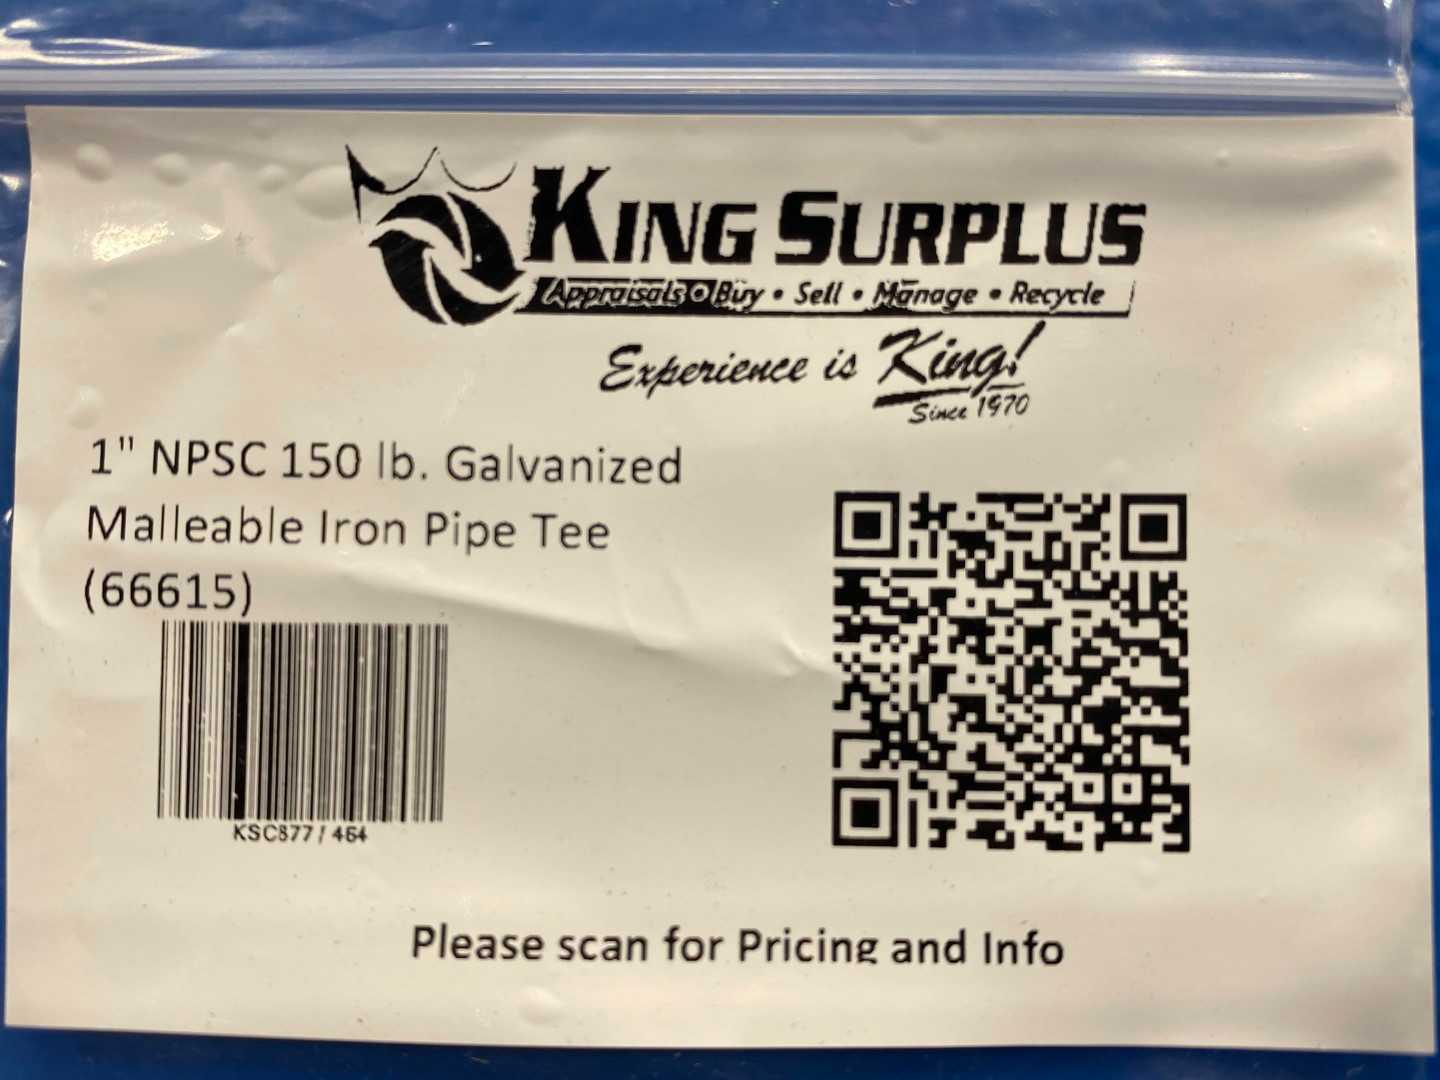 KING SURPLUS
Appraisals • Buy • Sell • Manage • Recycle
Experience is King!
Since 1970
1" NPSC 150 lb. Galvanized
Malleable Iron Pipe Tee
(66615)
KSC877 / 464
Please scan for Pricing and Info